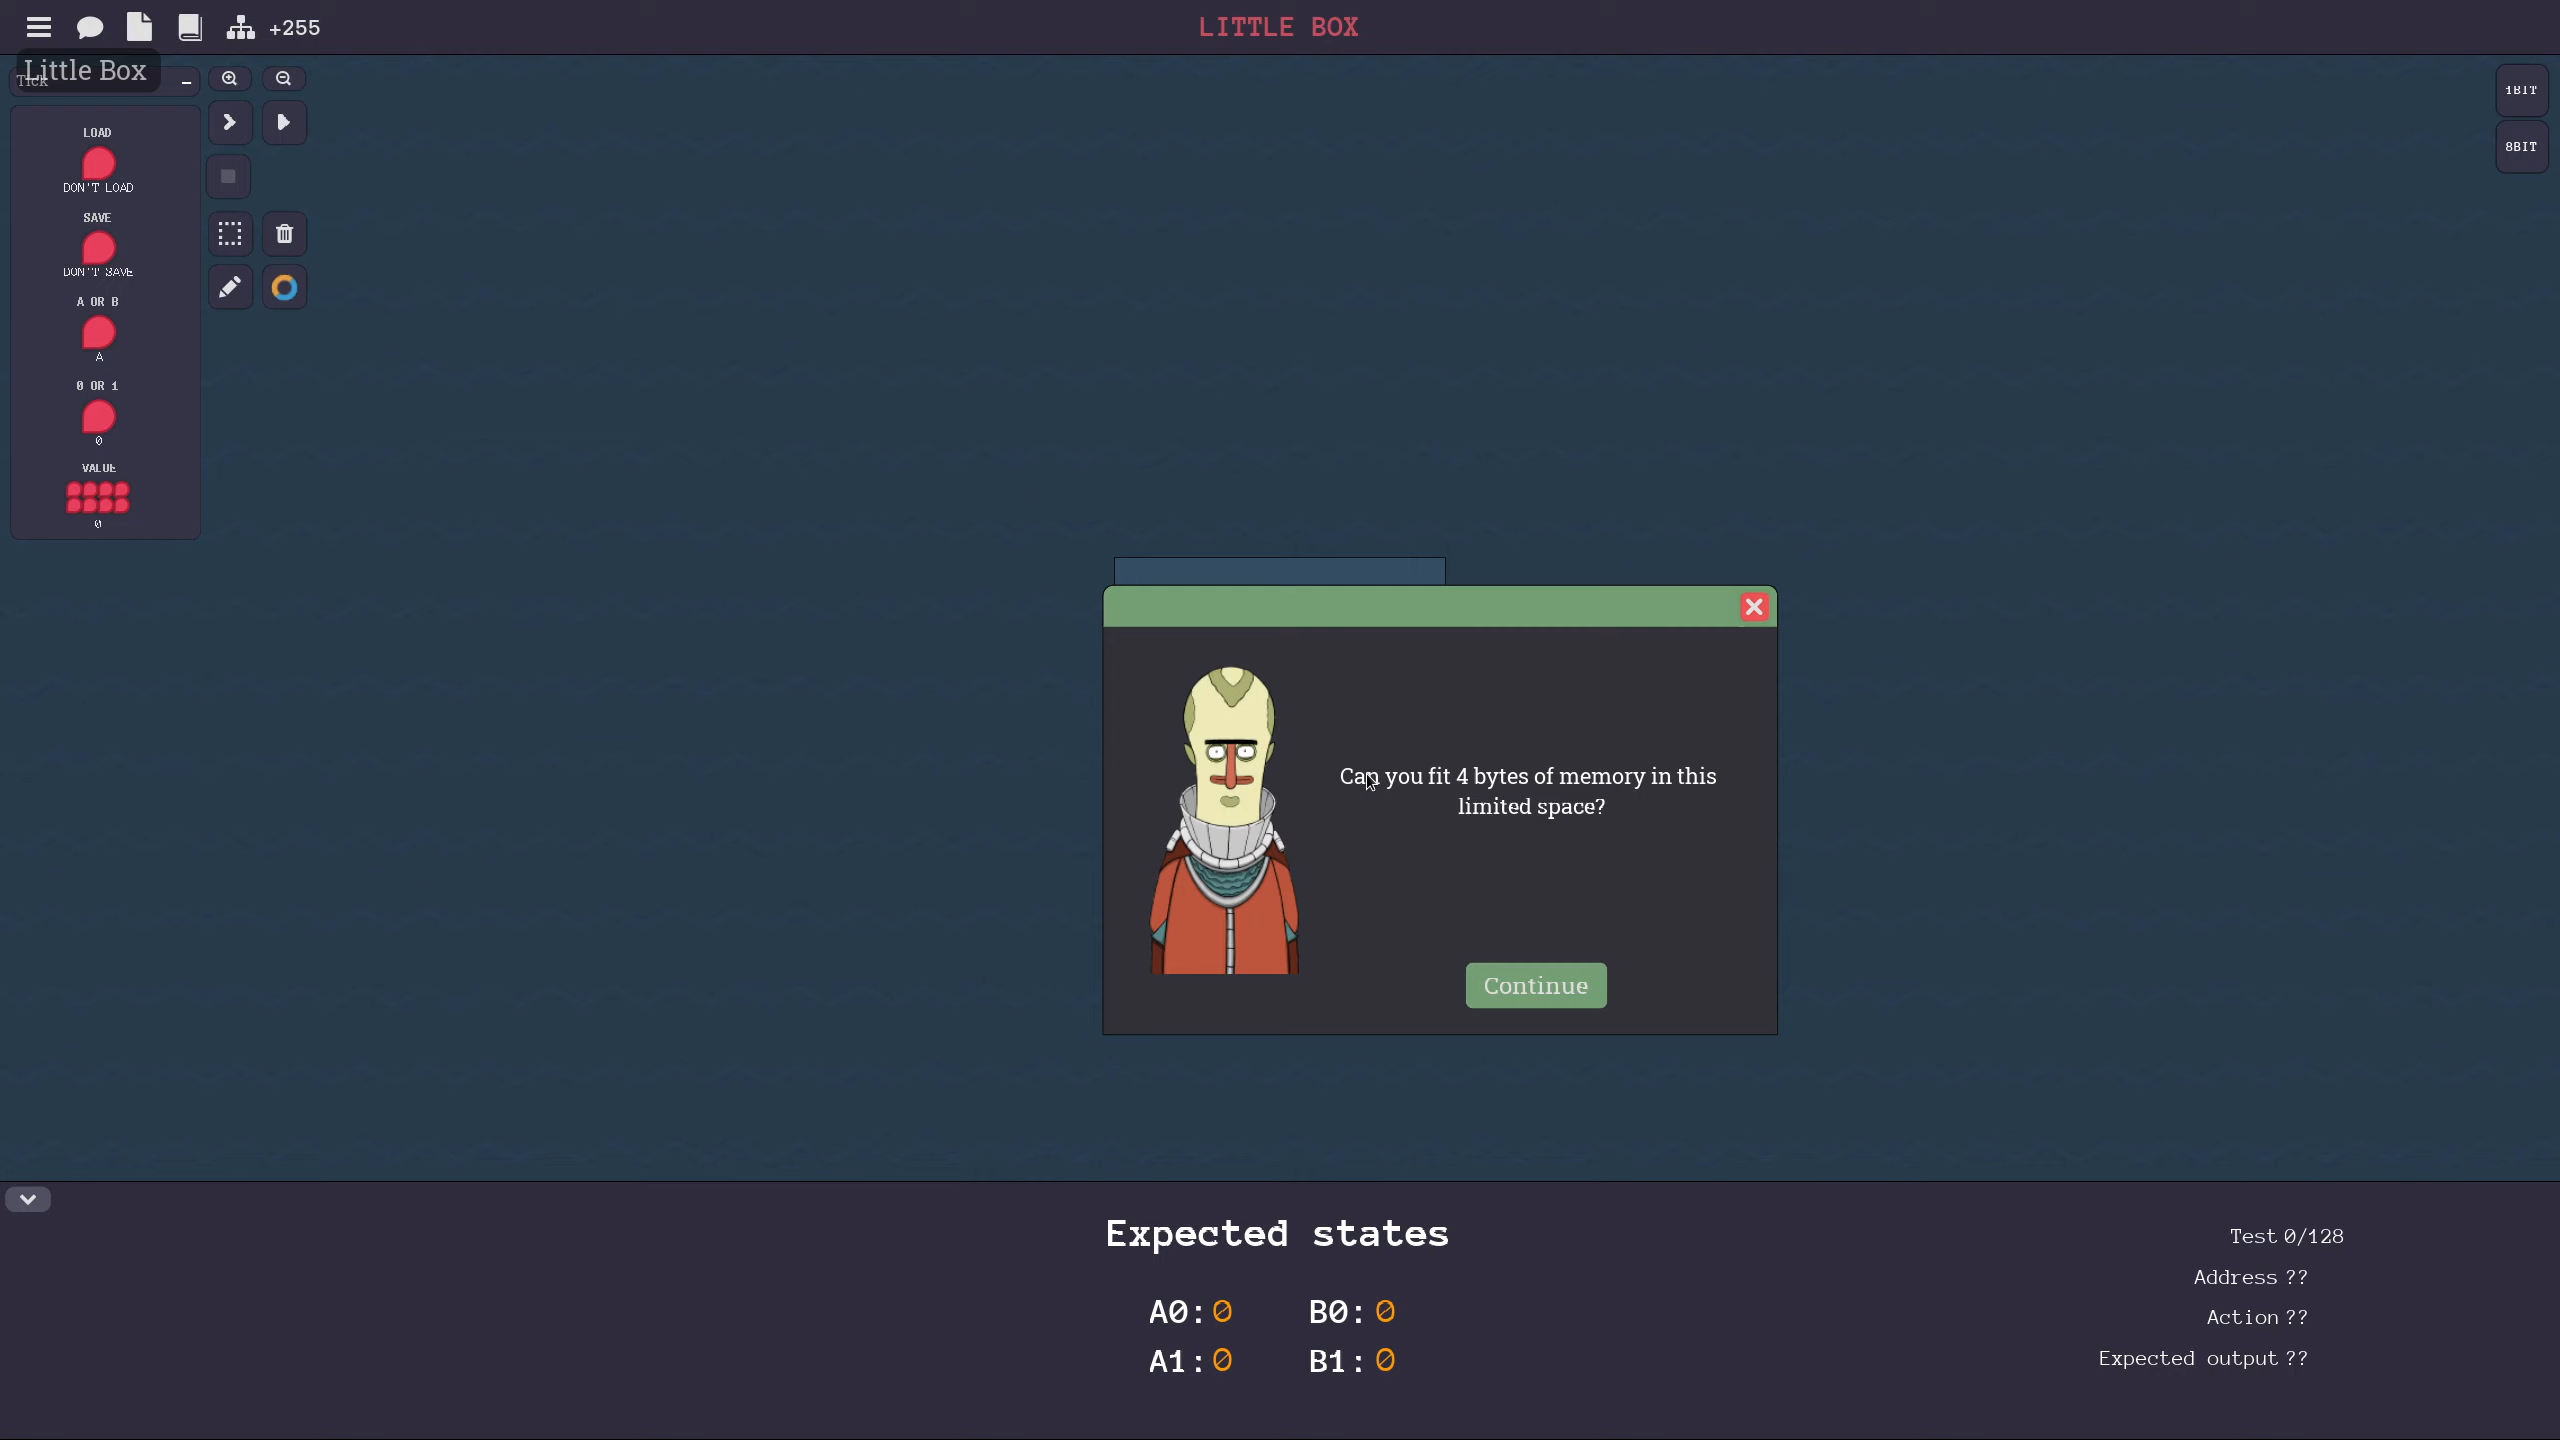 +255
LITTLE BOX
Little Box
Tick
LOAD
DON'T LOAD
SAVE
DON'T SAVE
A OR B
A
0 OR 1
0
VALUE
0
1BIT
8BIT
Can you fit 4 bytes of memory in this
limited space?
Continue
Expected states
A0:0 B0:0
A1:0 B1:0
Test 0/128
Address ??
Action ??
Expected output ??